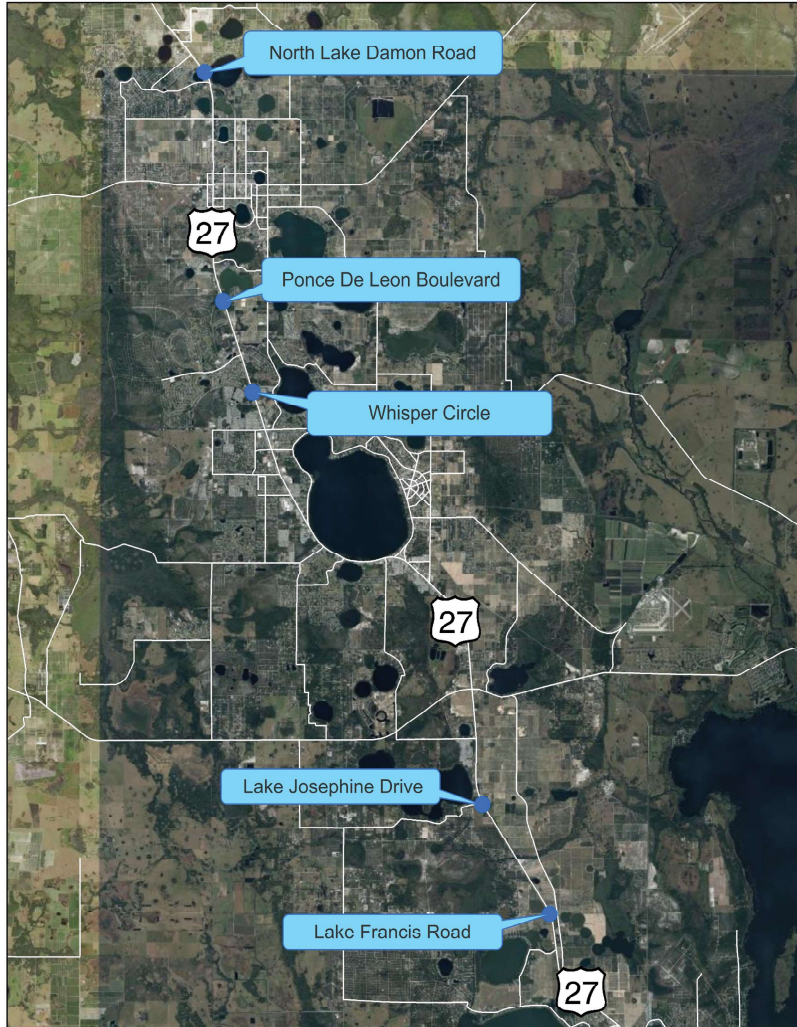 North Lake Damon Road
27
Ponce De Leon Boulevard
Whisper Circle
27
Lake Josephine Drive
Lake Francis Road
27